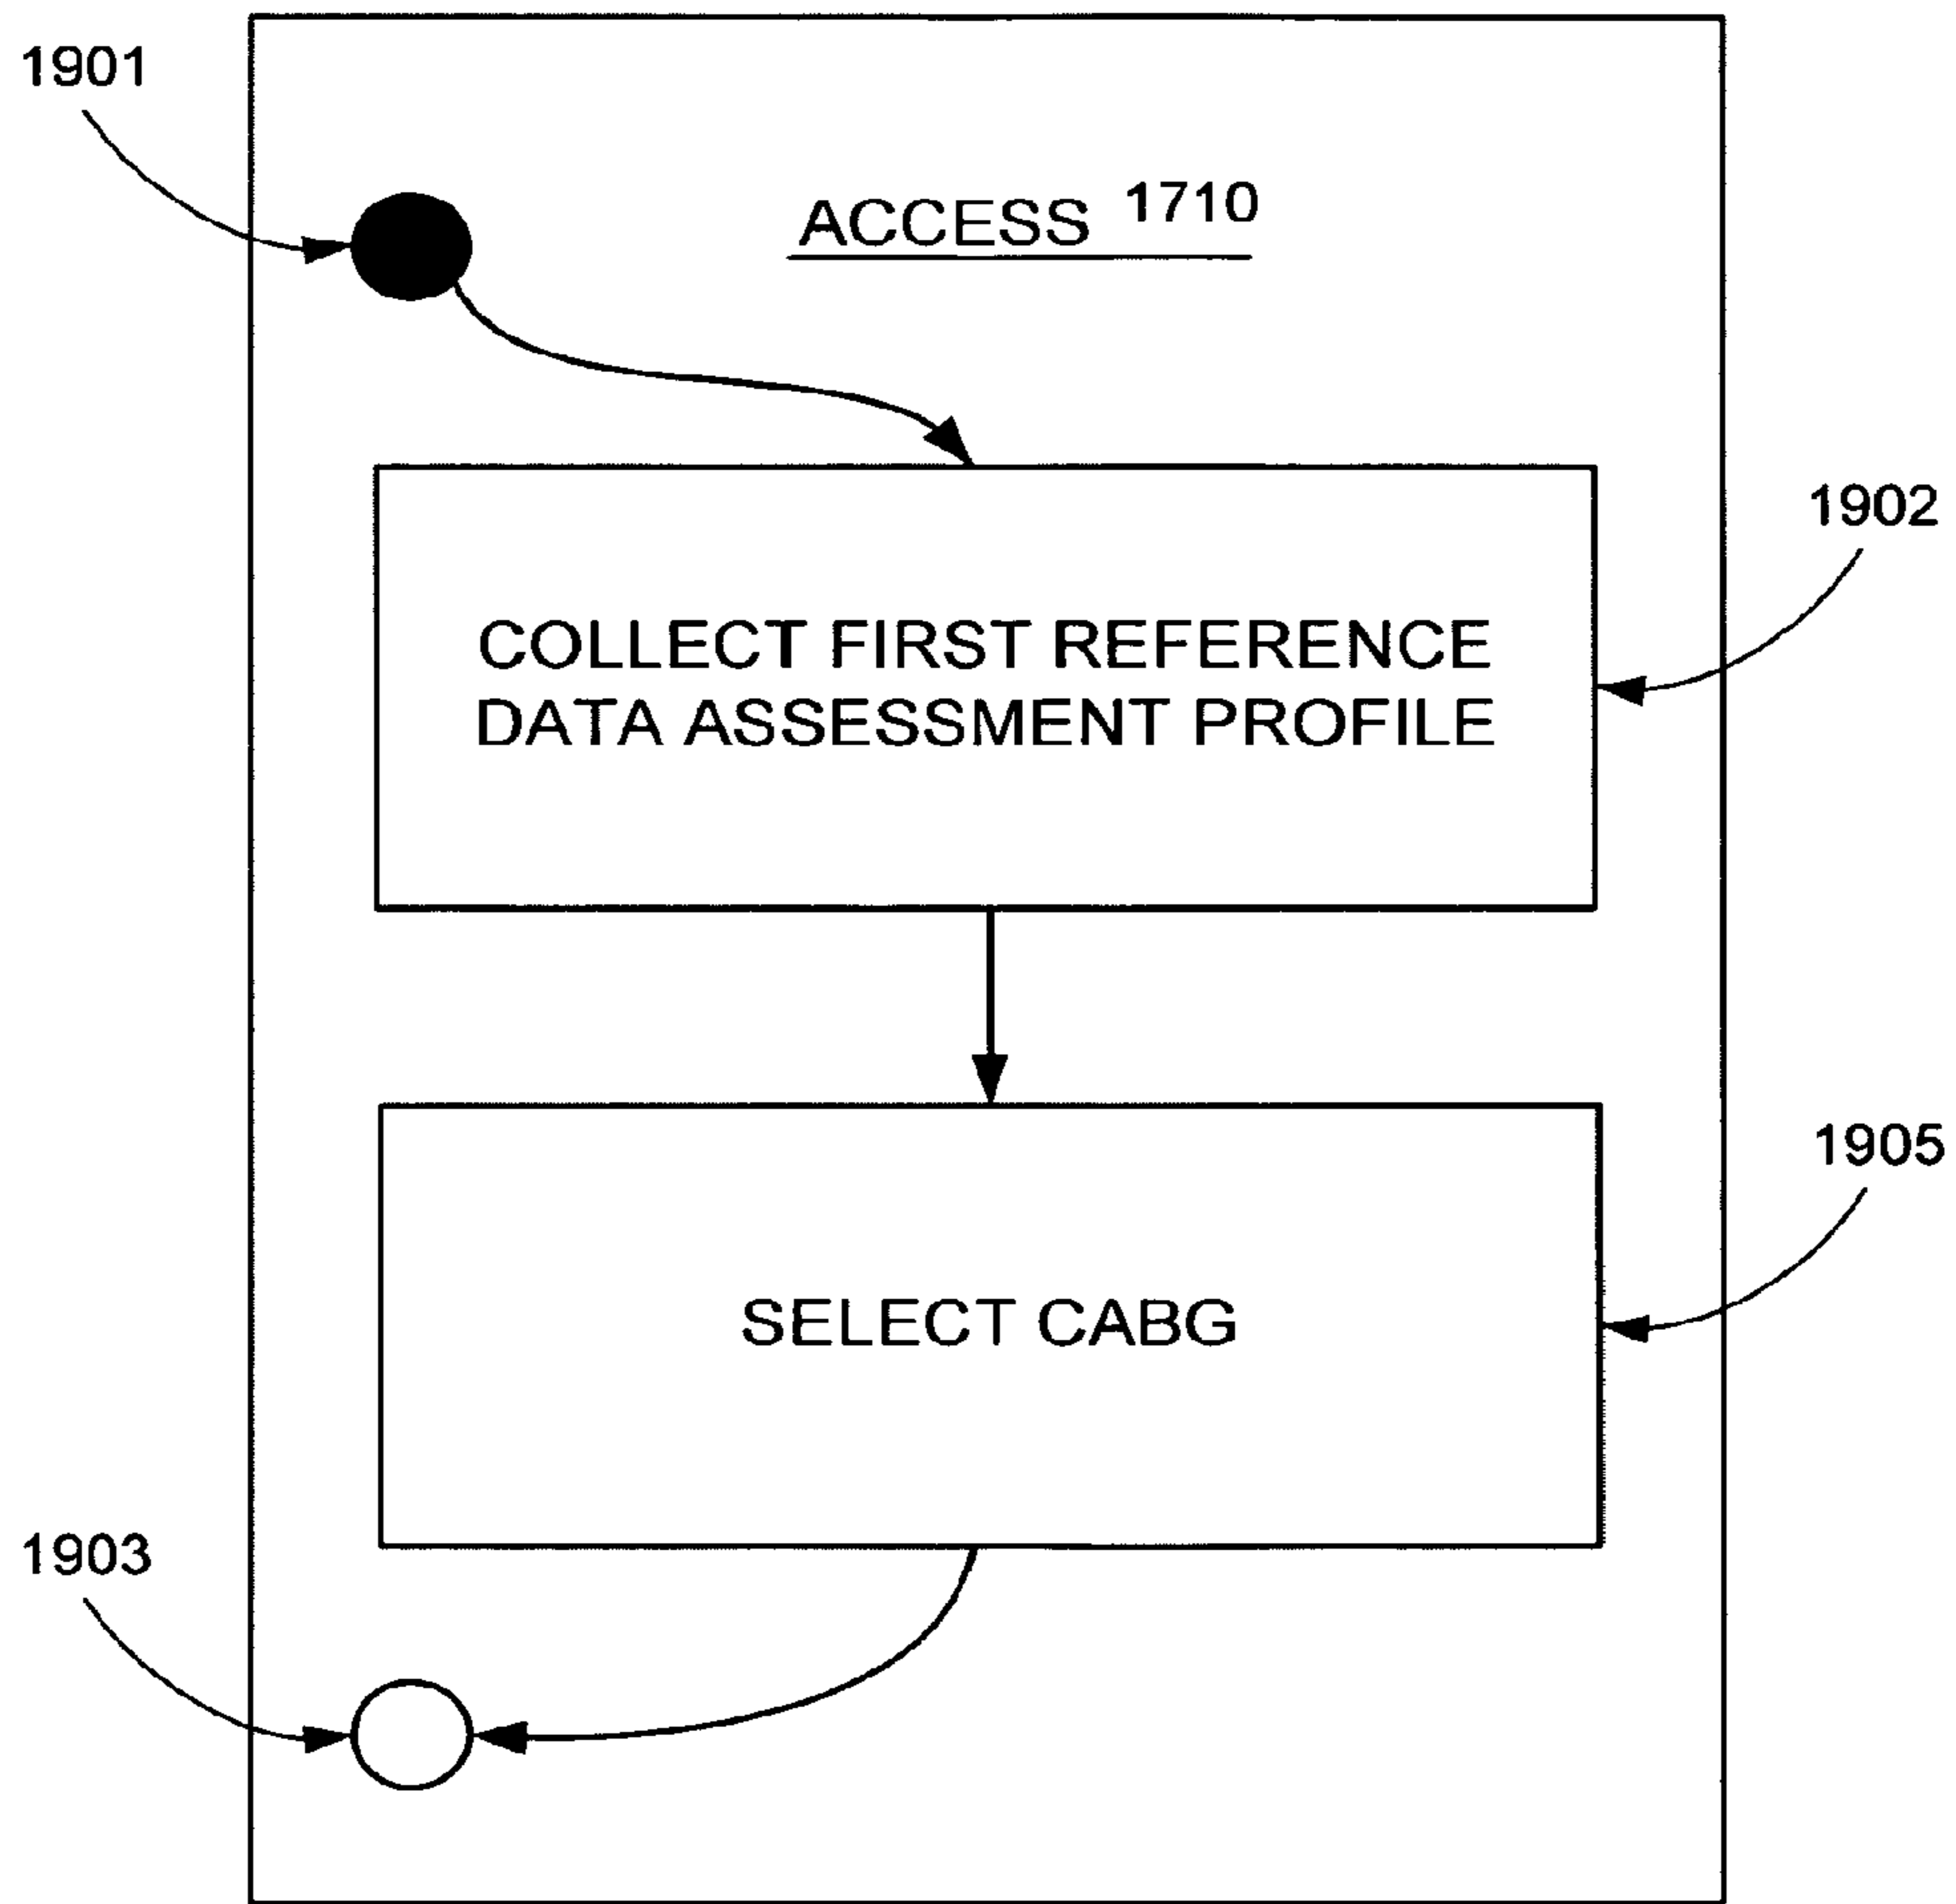 1901
ACCESS 1710
1902
COLLECT FIRST REFERENCE
DATA ASSESSMENT PROFILE
1905
SELECT CABG
1903